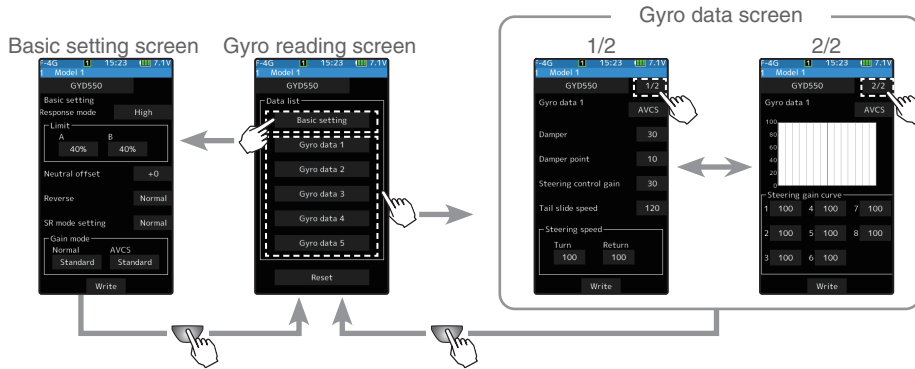 Gyro data screen
Basic setting screen
Gyro reading screen
1/2
2/2
F-4G 1 15:23 7.1V
1 Model 1
GYD550
Basic setting
Response mode High
Limit
A B
40% 40%
Neutral offset +0
Reverse Normal
SR mode setting Normal
Gain mode
Normal AVCS
Standard Standard
Write
F-4G 1 15:23 7.1V
1 Model 1
GYD550
Data list
Basic setting
Gyro data 1
Gyro data 2
Gyro data 3
Gyro data 4
Gyro data 5
Reset
F-4G 1 15:23 7.1V
1 Model 1
GYD550 1/2
Gyro data 1
AVCS
Damper 30
Damper point 10
Steering control gain 30
Tail slide speed 120
Steering speed
Turn Return
100 100
Write
F-4G 1 15:23 7.1V
1 Model 1
GYD550 2/2
Gyro data 1
AVCS
100
80
60
40
20
0
Steering gain curve
1 100 4 100 7 100
2 100 5 100 8 100
3 100 6 100
Write